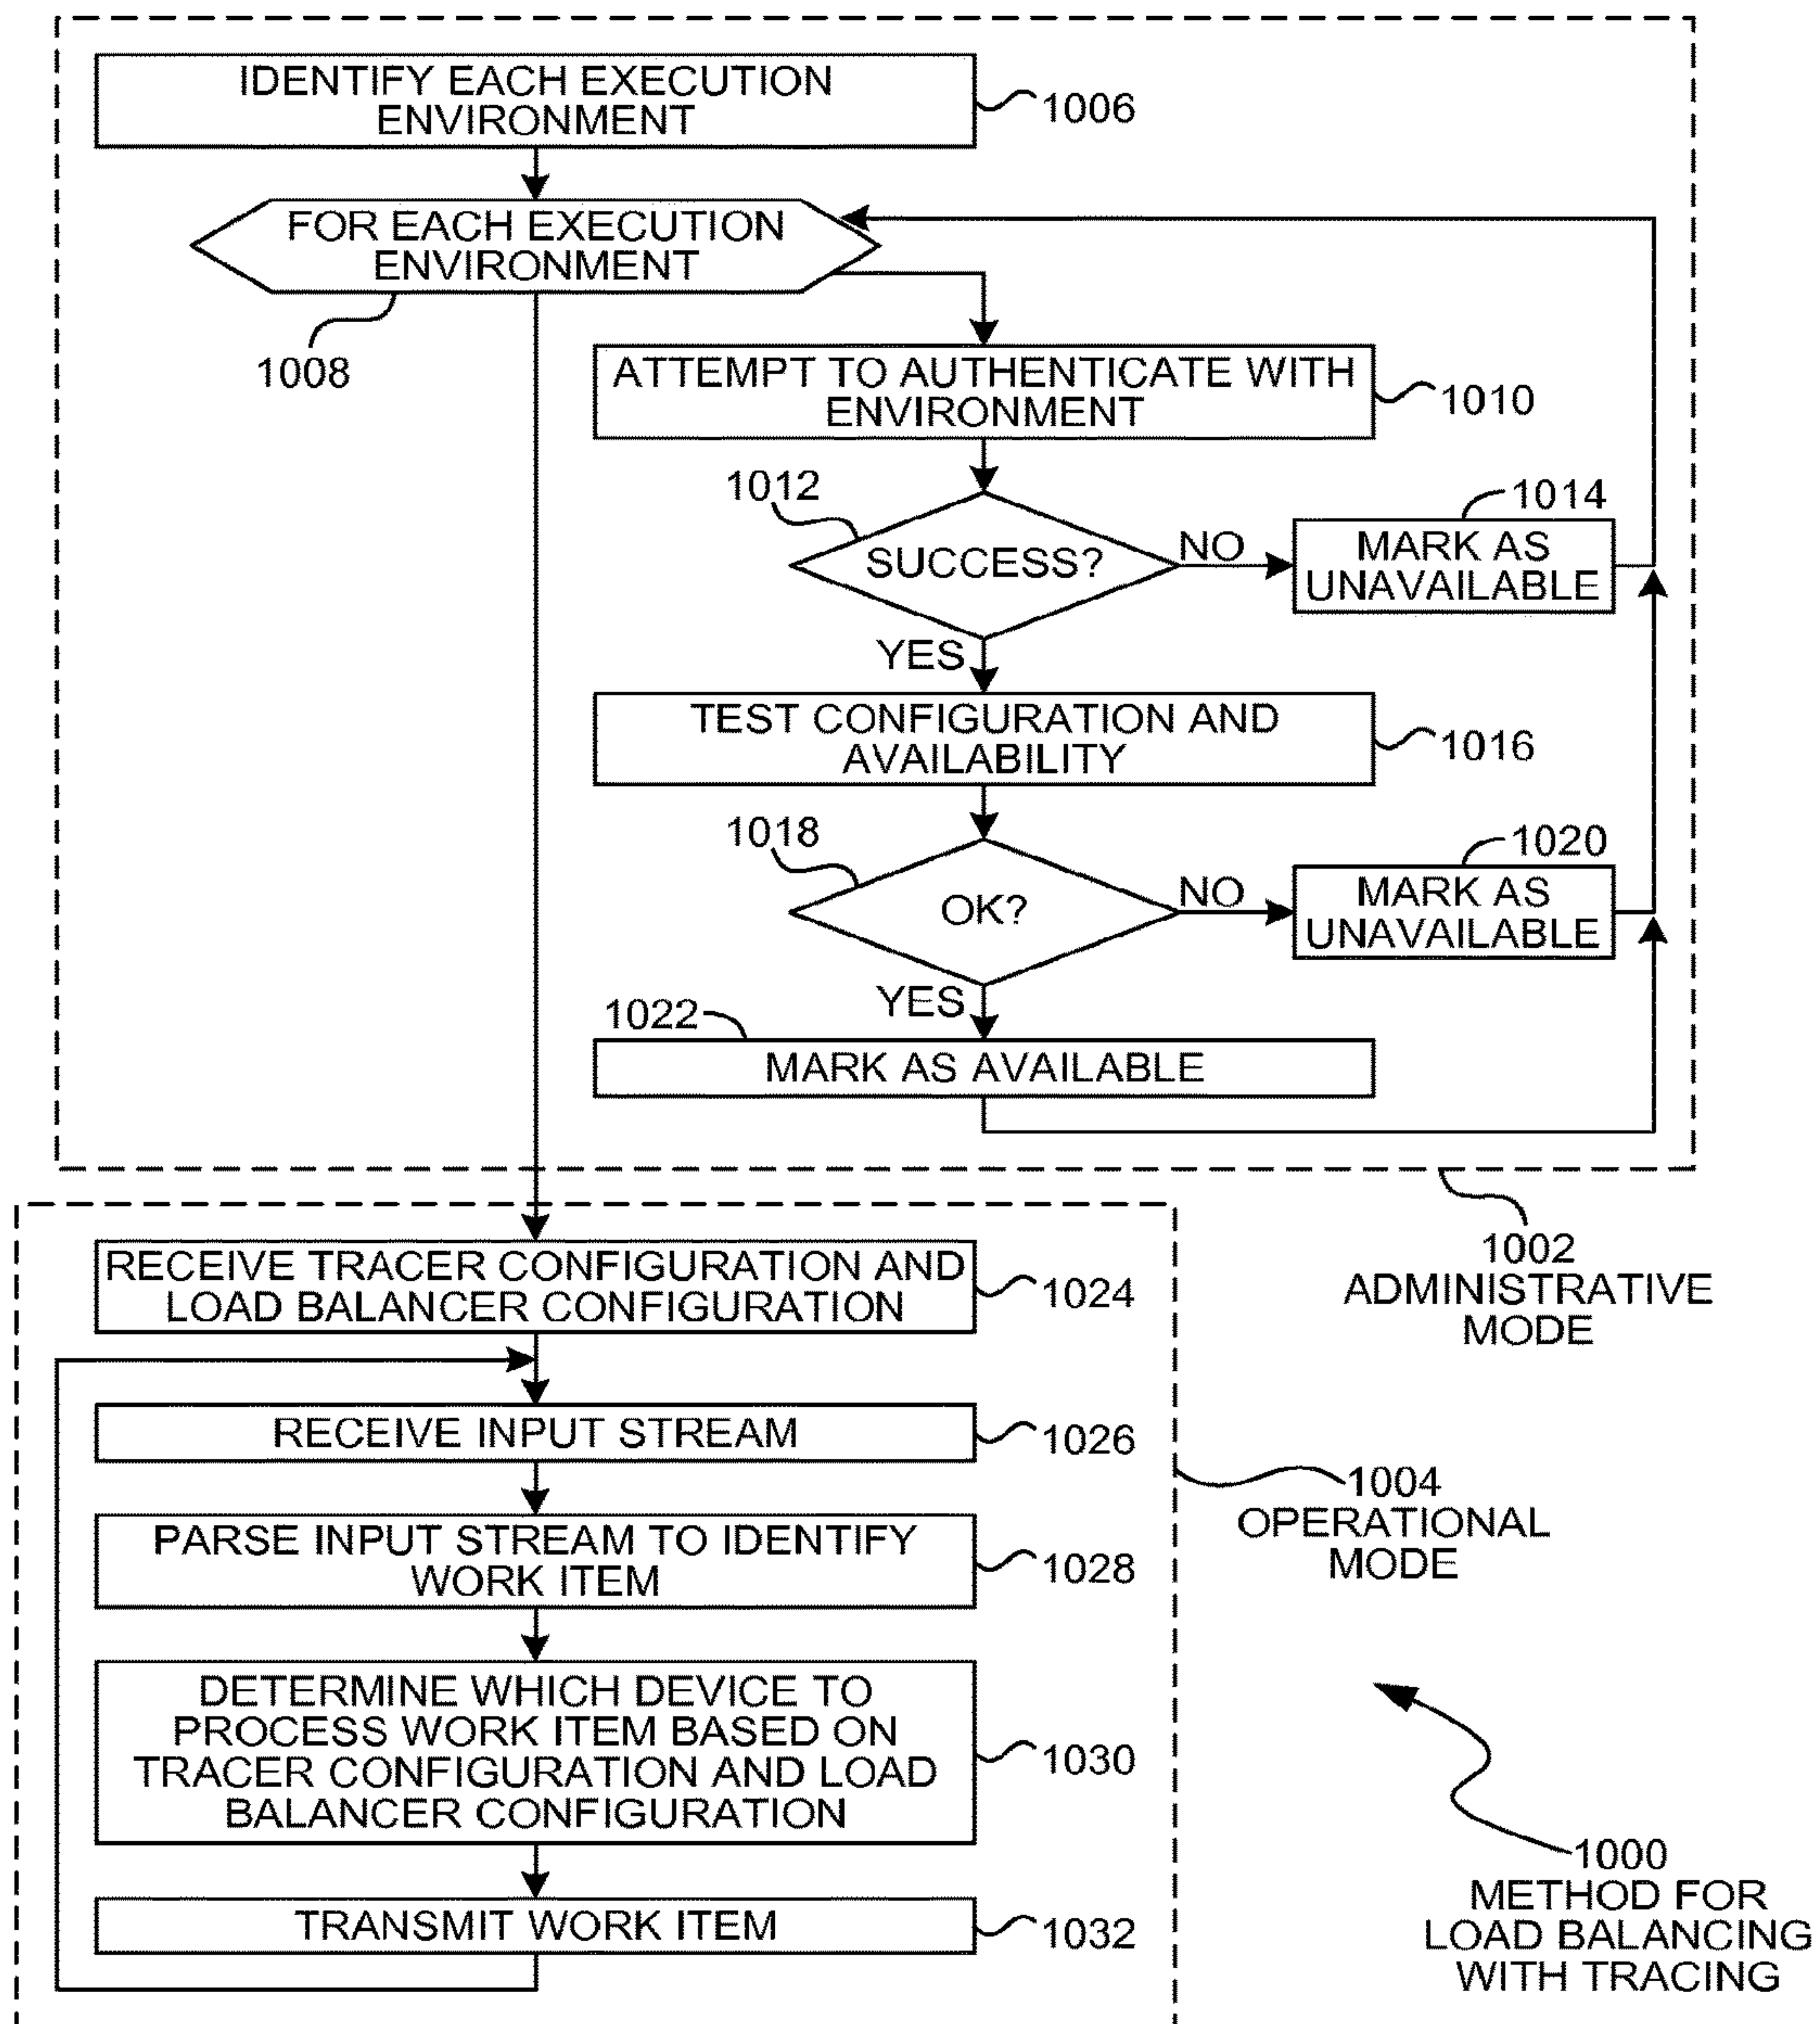 IDENTIFY EACH EXECUTION
ENVIRONMENT
1006
FOR EACH EXECUTION
ENVIRONMENT
1008
ATTEMPT TO AUTHENTICATE WITH
ENVIRONMENT
1010
1012
SUCCESS?
NO
1014
MARK AS
UNAVAILABLE
YES
TEST CONFIGURATION AND
AVAILABILITY
1016
1018
OK?
NO
1020
MARK AS
UNAVAILABLE
YES
1022
MARK AS AVAILABLE
1002
ADMINISTRATIVE
MODE
RECEIVE TRACER CONFIGURATION AND
LOAD BALANCER CONFIGURATION
1024
RECEIVE INPUT STREAM
1026
1004
OPERATIONAL
MODE
PARSE INPUT STREAM TO IDENTIFY
WORK ITEM
1028
DETERMINE WHICH DEVICE TO
PROCESS WORK ITEM BASED ON
TRACER CONFIGURATION AND LOAD
BALANCER CONFIGURATION
1030
TRANSMIT WORK ITEM
1032
1000
METHOD FOR
LOAD BALANCING
WITH TRACING